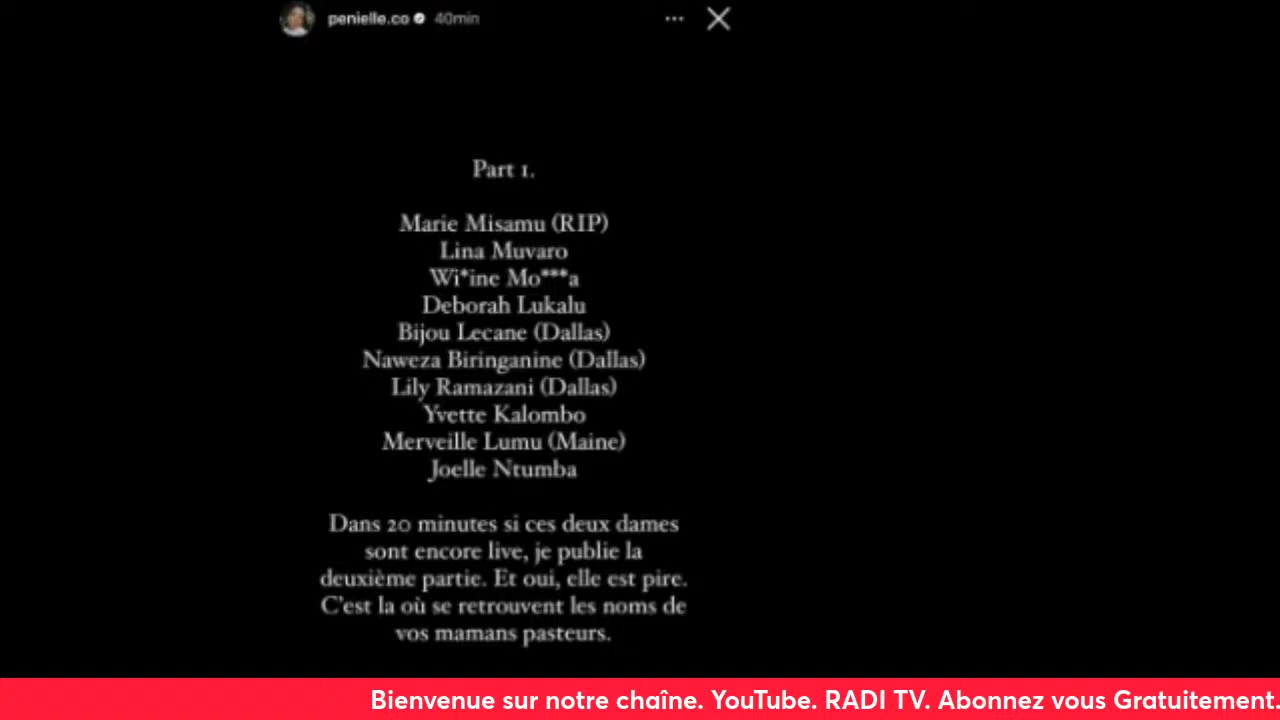 penielle.co 40min
Part 1.
Marie Misamu (RIP)
Lina Muvaro
Wi*ine Mo***a
Deborah Lukalu
Bijou Lecane (Dallas)
Naweza Biringanine (Dallas)
Lily Ramazani (Dallas)
Yvette Kalombo
Merveille Lumu (Maine)
Joelle Ntumba
Dans 20 minutes si ces deux dames
sont encore live, je publie la
deuxième partie. Et oui, elle est pire.
C'est la où se retrouvent les noms de
vos mamans pasteurs.
Bienvenue sur notre chaîne. YouTube. RADI TV. Abonnez vous Gratuitement.